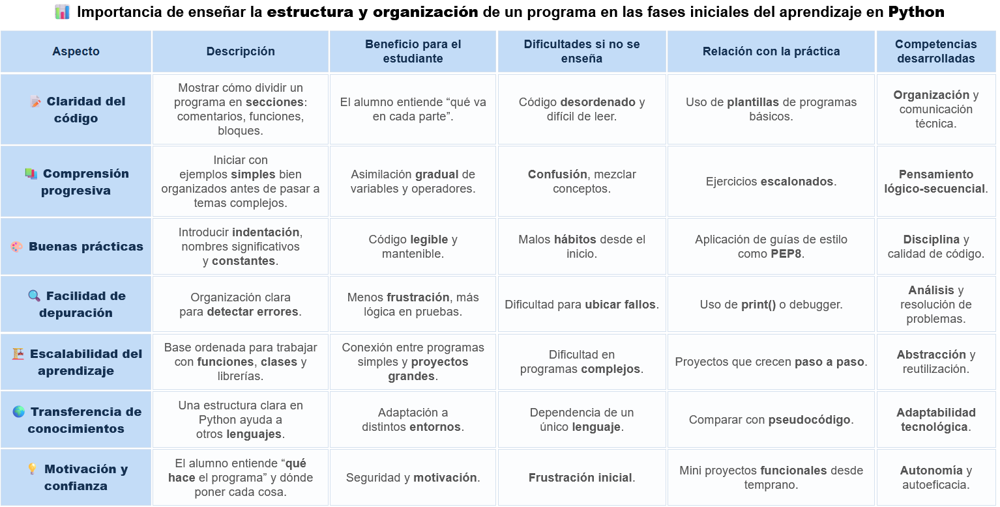 Importancia de enseñar la estructura y organización de un programa en las fases iniciales del aprendizaje en Python
Aspecto
Descripción
Beneficio para el
estudiante
Dificultades si no se
enseña
Relación con la práctica
Competencias
desarrolladas
Claridad del
código
Mostrar cómo dividir un
programa en secciones:
comentarios, funciones,
bloques.
El alumno entiende “qué va
en cada parte”.
Código desordenado y
difícil de leer.
Uso de plantillas de programas
básicos.
Organización y
comunicación
técnica.
Comprensión
progresiva
Iniciar con
ejemplos simples bien
organizados antes de pasar a
temas complejos.
Asimilación gradual de
variables y operadores.
Confusión, mezclar
conceptos.
Ejercicios escalonados.
Pensamiento
lógico-secuencial.
Buenas prácticas
Introducir indentación,
nombres significativos
y constantes.
Código legible y
mantenible.
Malos hábitos desde el
inicio.
Aplicación de guías de estilo
como PEP8.
Disciplina y
calidad de código.
Facilidad de
depuración
Organización clara
para detectar errores.
Menos frustración, más
lógica en pruebas.
Dificultad para ubicar fallos.
Uso de print() o debugger.
Análisis y
resolución de
problemas.
Escalabilidad del
aprendizaje
Base ordenada para trabajar
con funciones, clases y
librerías.
Conexión entre programas
simples y proyectos
grandes.
Dificultad en
programas complejos.
Proyectos que crecen paso a paso.
Abstracción y
reutilización.
Transferencia de
conocimientos
Una estructura clara en
Python ayuda a
otros lenguajes.
Adaptación a
distintos entornos.
Dependencia de un
único lenguaje.
Comparar con pseudocódigo.
Adaptabilidad
tecnológica.
Motivación y
confianza
El alumno entiende “qué
hace el programa” y dónde
poner cada cosa.
Seguridad y motivación.
Frustración inicial.
Mini proyectos funcionales desde
temprano.
Autonomía y
autoeficacia.